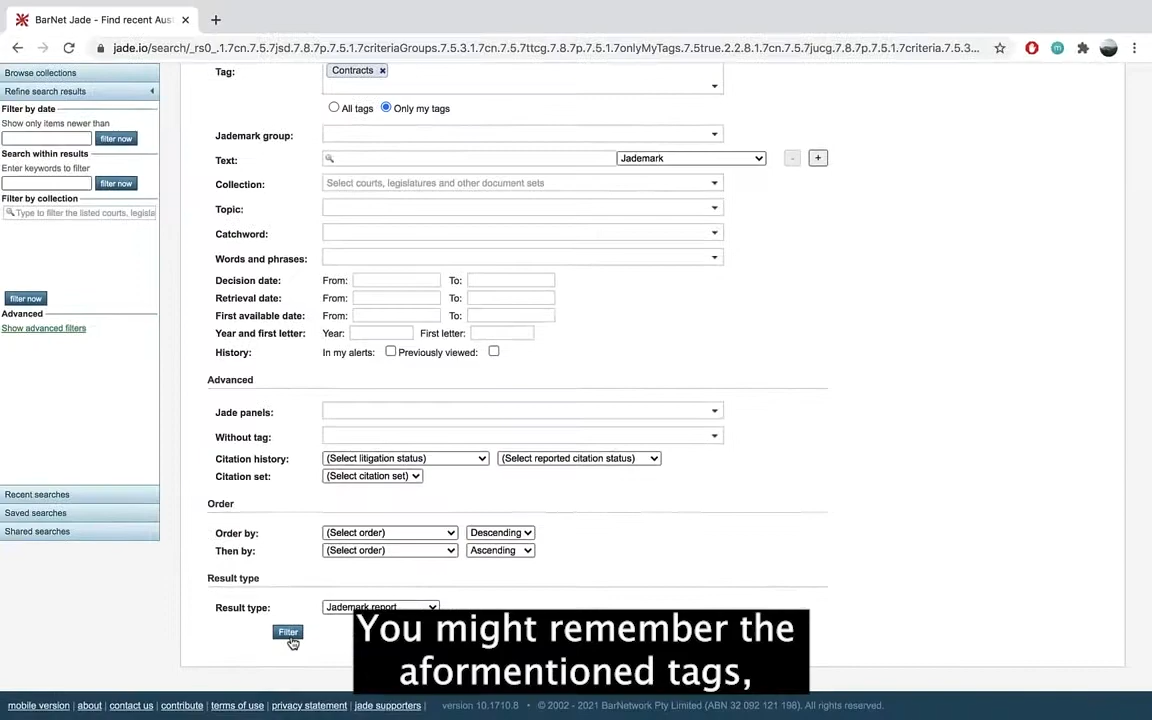 BarNet Jade - Find recent Aus
jade.io/search/_rs0_.1.7cn.7.5.7jsd.7.8.7p.7.5.1.7criteriaGroups.7.5.3.1.7cn.7.5.7ttcg.7.8.7p.7.5.1.7onlyMyTags.7.5true.2.2.8.1.7cn.7.5.7jucg.7.8.7p.7.5.1.7criteria.7.5.3...
Browse collections
Refine search results
Filter by date
Show only items newer than
filter now
Search within results
Enter keywords to filter
filter now
Filter by collection
Type to filter the listed courts, legisla
filter now
Advanced
Show advanced filters
Recent searches
Saved searches
Shared searches
Tag: Contracts x
All tags Only my tags
Jademark group:
Text: Jademark - +
Collection: Select courts, legislatures and other document sets
Topic:
Catchword:
Words and phrases:
Decision date: From: To:
Retrieval date: From: To:
First available date: From: To:
Year and first letter: Year: First letter:
History: In my alerts: Previously viewed:
Advanced
Jade panels:
Without tag:
Citation history: (Select litigation status) (Select reported citation status)
Citation set: (Select citation set)
Order
Order by: (Select order) Descending
Then by: (Select order) Ascending
Result type
Result type: Jademark report
Filter
You might remember the
aformentioned tags,
mobile version | about | contact us | contribute | terms of use | privacy statement | jade supporters | version 10.1710.8 • © 2002 - 2021 BarNetwork Pty Limited (ABN 32 092 121 198). All rights reserved.